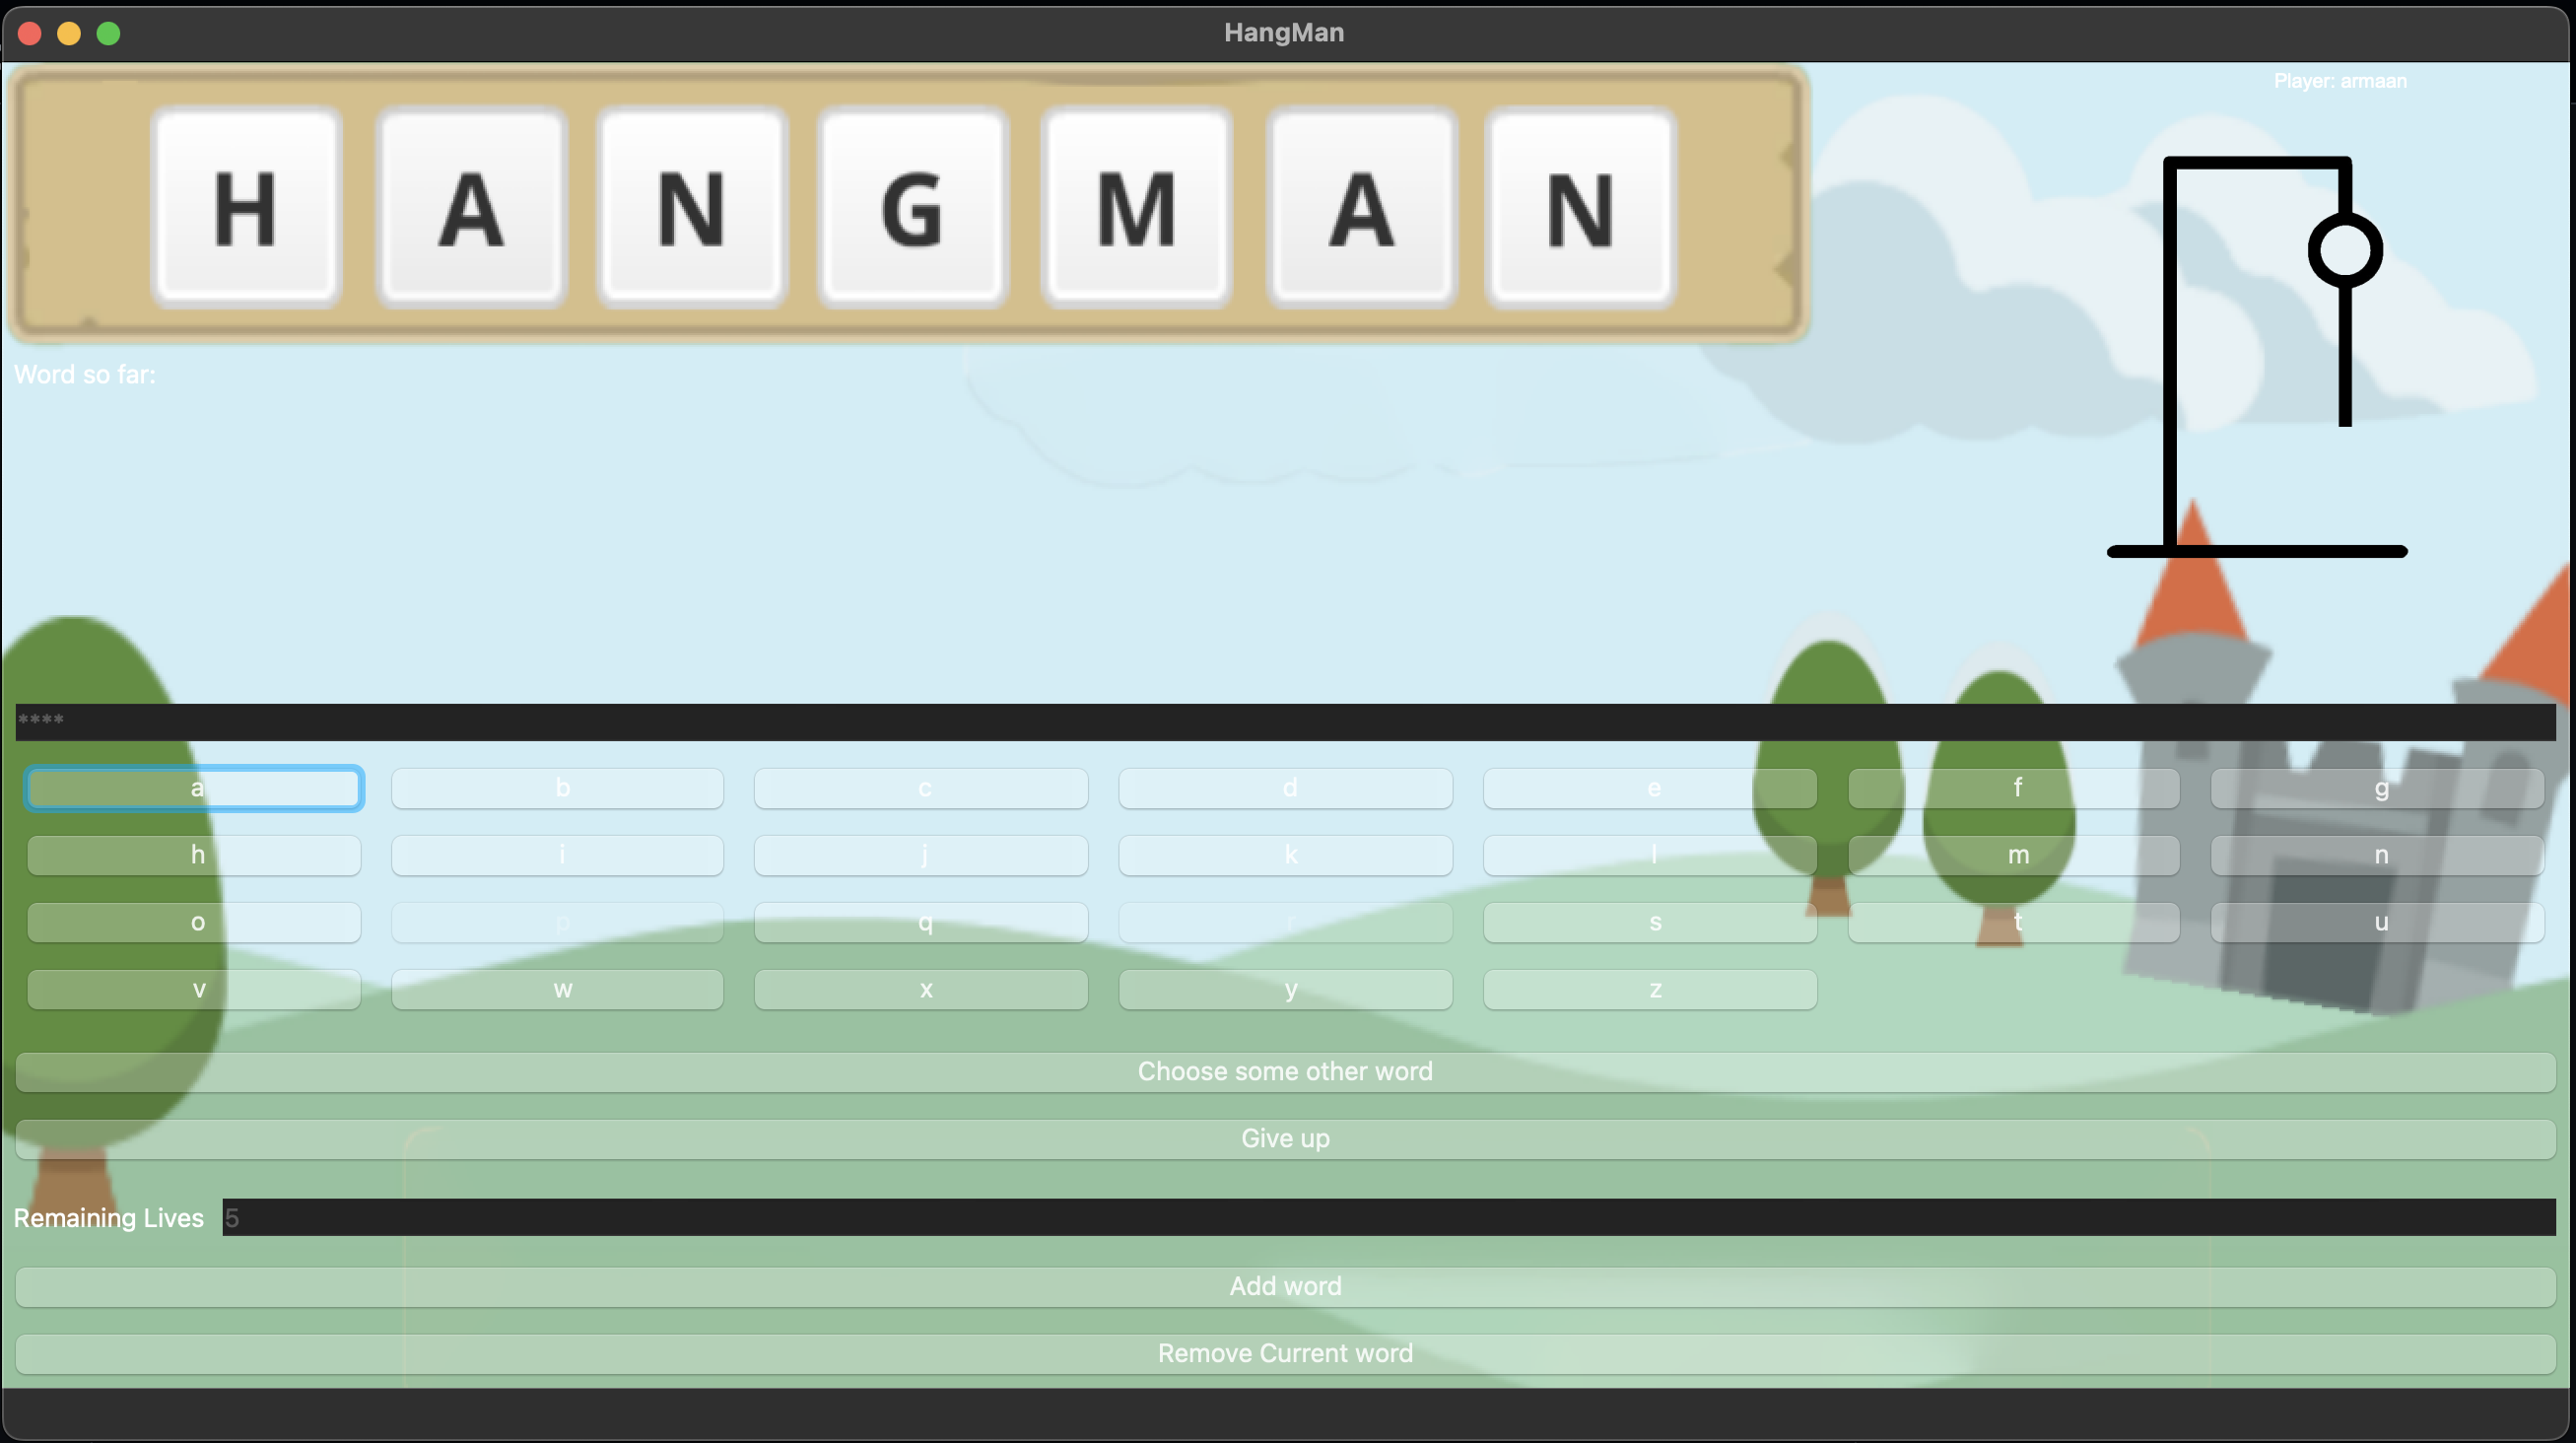 HangMan
H A N G M A N
Player: armaan
Word so far:
****
a b c d e f g
h i j k l m n
o p q r s t u
v w x y z
Choose some other word
Give up
Remaining Lives 5
Add word
Remove Current word